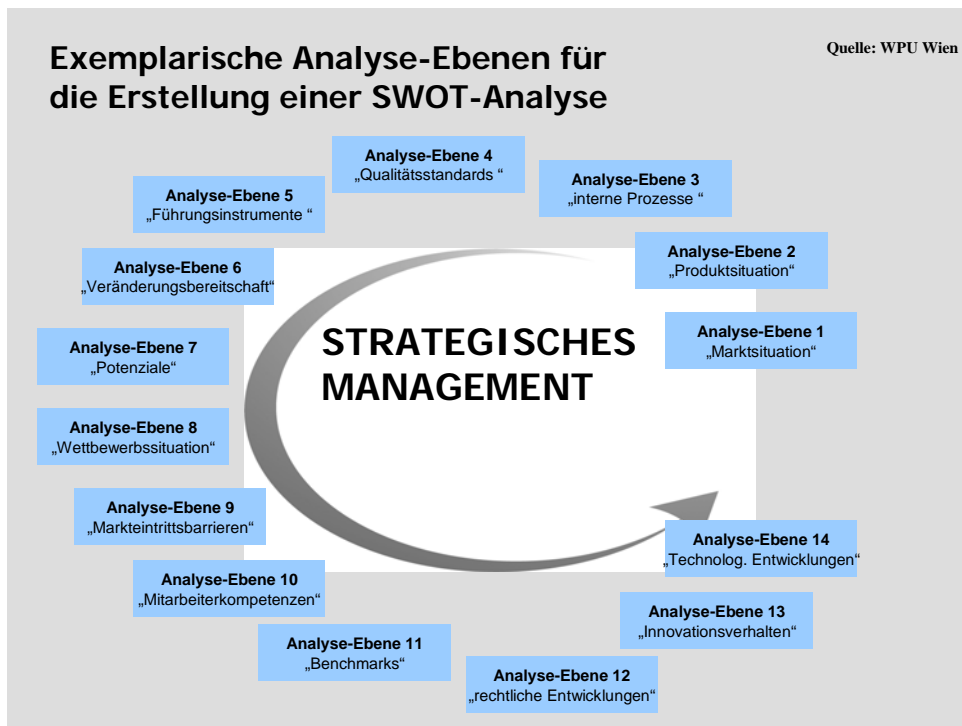 Exemplarische Analyse-Ebenen für
die Erstellung einer SWOT-Analyse
Quelle: WPU Wien
Analyse-Ebene 4
„Qualitätsstandards “
Analyse-Ebene 3
„interne Prozesse “
Analyse-Ebene 5
„Führungsinstrumente “
Analyse-Ebene 2
„Produktsituation“
Analyse-Ebene 6
„Veränderungsbereitschaft“
Analyse-Ebene 1
„Marktsituation“
STRATEGISCHES
MANAGEMENT
Analyse-Ebene 7
„Potenziale“
Analyse-Ebene 8
„Wettbewerbssituation“
Analyse-Ebene 9
„Markteintrittsbarrieren“
Analyse-Ebene 14
„Technolog. Entwicklungen“
Analyse-Ebene 10
„Mitarbeiterkompetenzen“
Analyse-Ebene 13
„Innovationsverhalten“
Analyse-Ebene 11
„Benchmarks“
Analyse-Ebene 12
„rechtliche Entwicklungen“